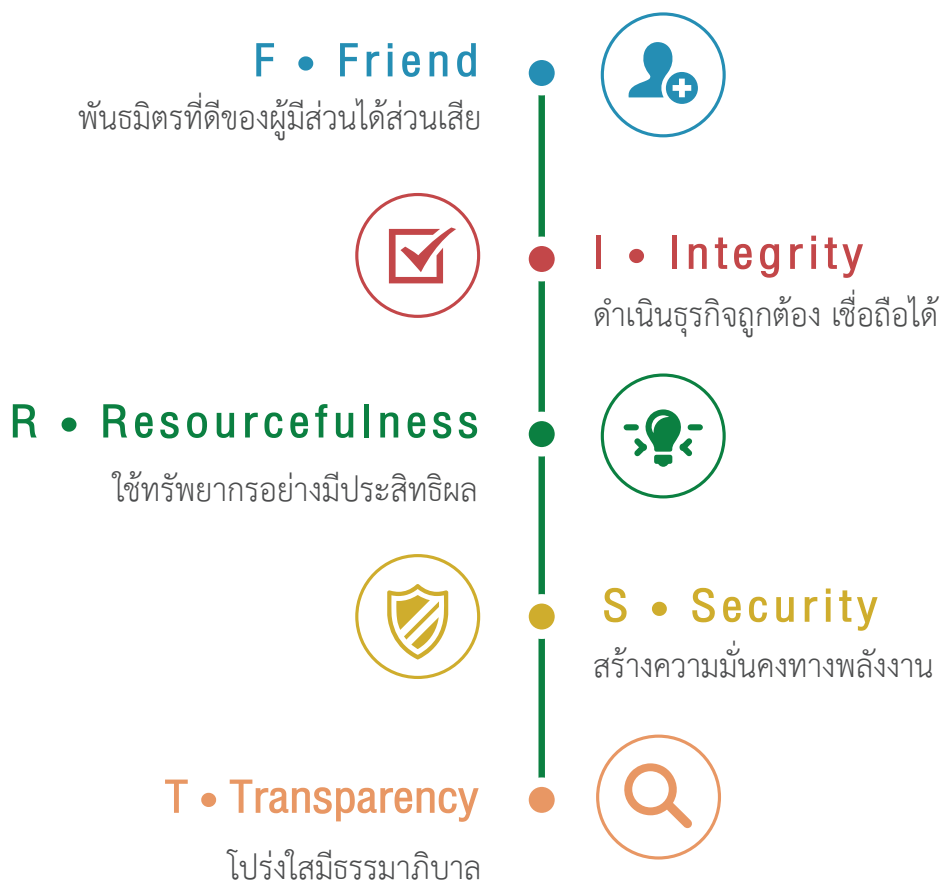 F • Friend
พันธมิตรที่ดีของผู้มีส่วนได้ส่วนเสีย
I • Integrity
ดำเนินธุรกิจถูกต้อง เชื่อถือได้
R • Resourcefulness
ใช้ทรัพยากรอย่างมีประสิทธิผล
S • Security
สร้างความมั่นคงทางพลังงาน
T • Transparency
โปร่งใสมีธรรมาภิบาล